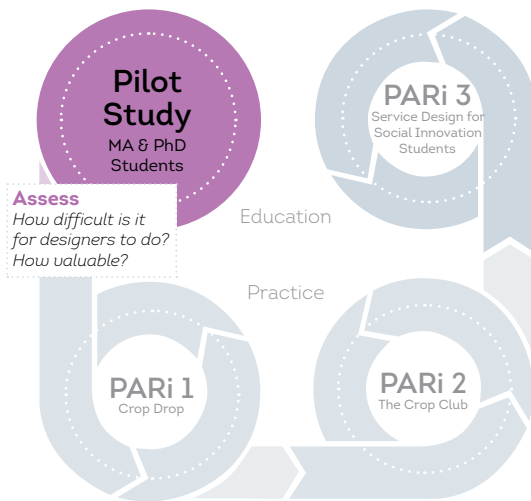 Pilot
Study
MA & PhD
Students
PARi 3
Service Design for
Social Innovation
Students
Assess
How difficult is it
for designers to do?
How valuable?
Education
Practice
PARi 1
Crop Drop
PARi 2
The Crop Club